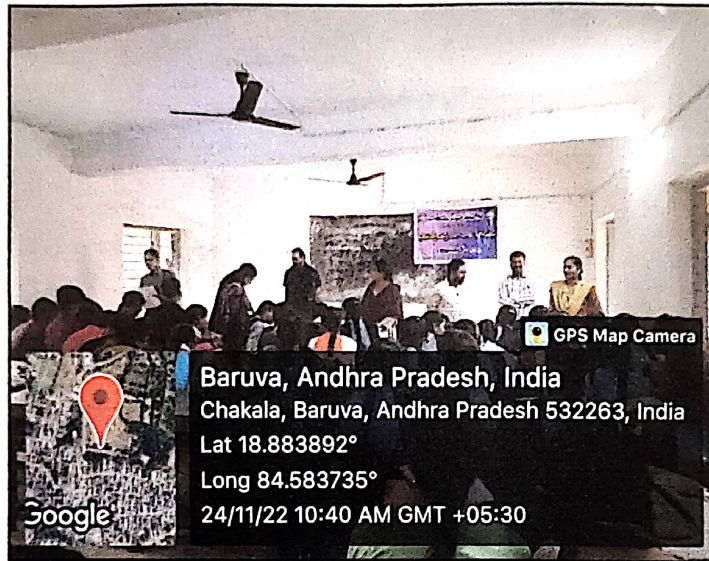 GPS Map Camera
Baruva, Andhra Pradesh, India
Chakala, Baruva, Andhra Pradesh 532263, India
Lat 18.883892°
Long 84.583735°
24/11/22 10:40 AM GMT +05:30
Google